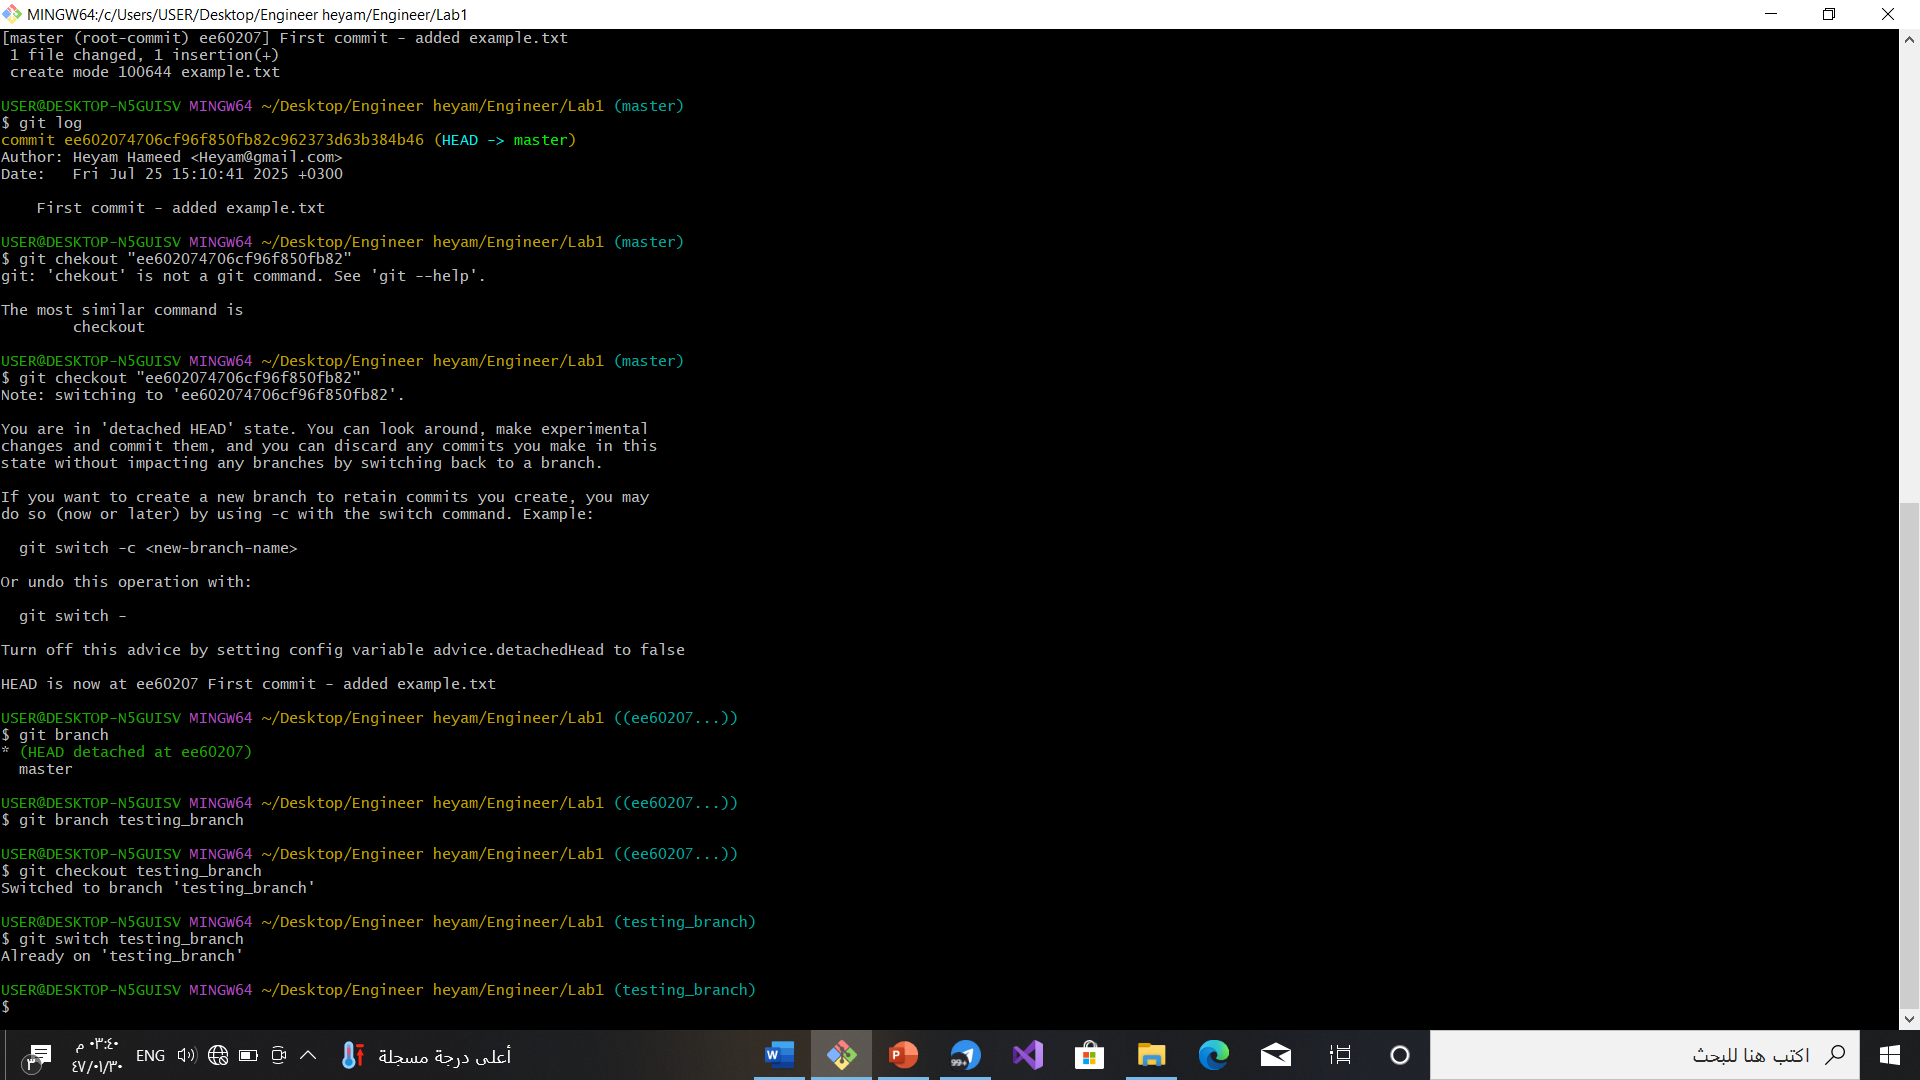 MINGW64:/c/Users/USER/Desktop/Engineer heyam/Engineer/Lab1
[master (root-commit) ee60207] First commit - added example.txt
 1 file changed, 1 insertion(+)
 create mode 100644 example.txt
USER@DESKTOP-N5GUISV MINGW64 ~/Desktop/Engineer heyam/Engineer/Lab1 (master)
$ git log
commit ee602074706cf96f850fb82c962373d63b384b46 (HEAD -> master)
Author: Heyam Hameed <Heyam@gmail.com>
Date:   Fri Jul 25 15:10:41 2025 +0300
    First commit - added example.txt
USER@DESKTOP-N5GUISV MINGW64 ~/Desktop/Engineer heyam/Engineer/Lab1 (master)
$ git chekout "ee602074706cf96f850fb82"
git: 'chekout' is not a git command. See 'git --help'.
The most similar command is
        checkout
USER@DESKTOP-N5GUISV MINGW64 ~/Desktop/Engineer heyam/Engineer/Lab1 (master)
$ git checkout "ee602074706cf96f850fb82"
Note: switching to 'ee602074706cf96f850fb82'.
You are in 'detached HEAD' state. You can look around, make experimental
changes and commit them, and you can discard any commits you make in this
state without impacting any branches by switching back to a branch.
If you want to create a new branch to retain commits you create, you may
do so (now or later) by using -c with the switch command. Example:
  git switch -c <new-branch-name>
Or undo this operation with:
  git switch -
Turn off this advice by setting config variable advice.detachedHead to false
HEAD is now at ee60207 First commit - added example.txt
USER@DESKTOP-N5GUISV MINGW64 ~/Desktop/Engineer heyam/Engineer/Lab1 ((ee60207...))
$ git branch
* (HEAD detached at ee60207)
  master
USER@DESKTOP-N5GUISV MINGW64 ~/Desktop/Engineer heyam/Engineer/Lab1 ((ee60207...))
$ git branch testing_branch
USER@DESKTOP-N5GUISV MINGW64 ~/Desktop/Engineer heyam/Engineer/Lab1 ((ee60207...))
$ git checkout testing_branch
Switched to branch 'testing_branch'
USER@DESKTOP-N5GUISV MINGW64 ~/Desktop/Engineer heyam/Engineer/Lab1 (testing_branch)
$ git switch testing_branch
Already on 'testing_branch'
USER@DESKTOP-N5GUISV MINGW64 ~/Desktop/Engineer heyam/Engineer/Lab1 (testing_branch)
$
اكتب هنا للبحث
99+
أعلى درجة مسجلة
ENG
٠٣:٤٠ م
٤٧/٠١/٣٠
٣